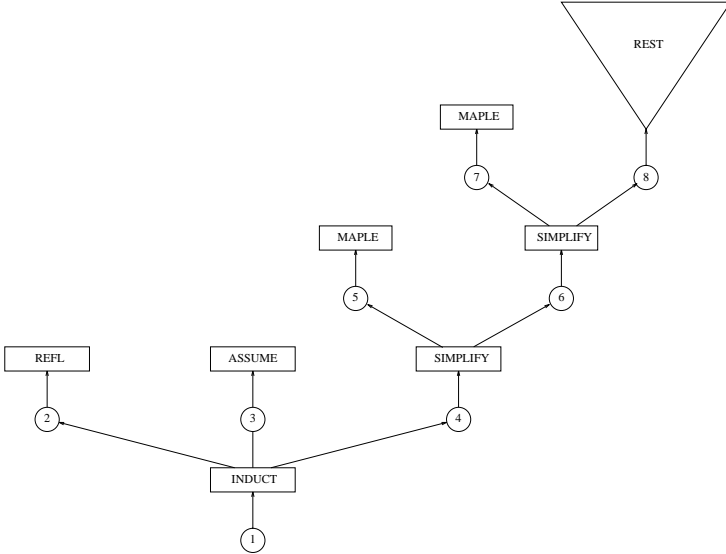 REST
MAPLE
7
8
MAPLE
SIMPLIFY
5
6
REFL
ASSUME
SIMPLIFY
2
3
4
INDUCT
1